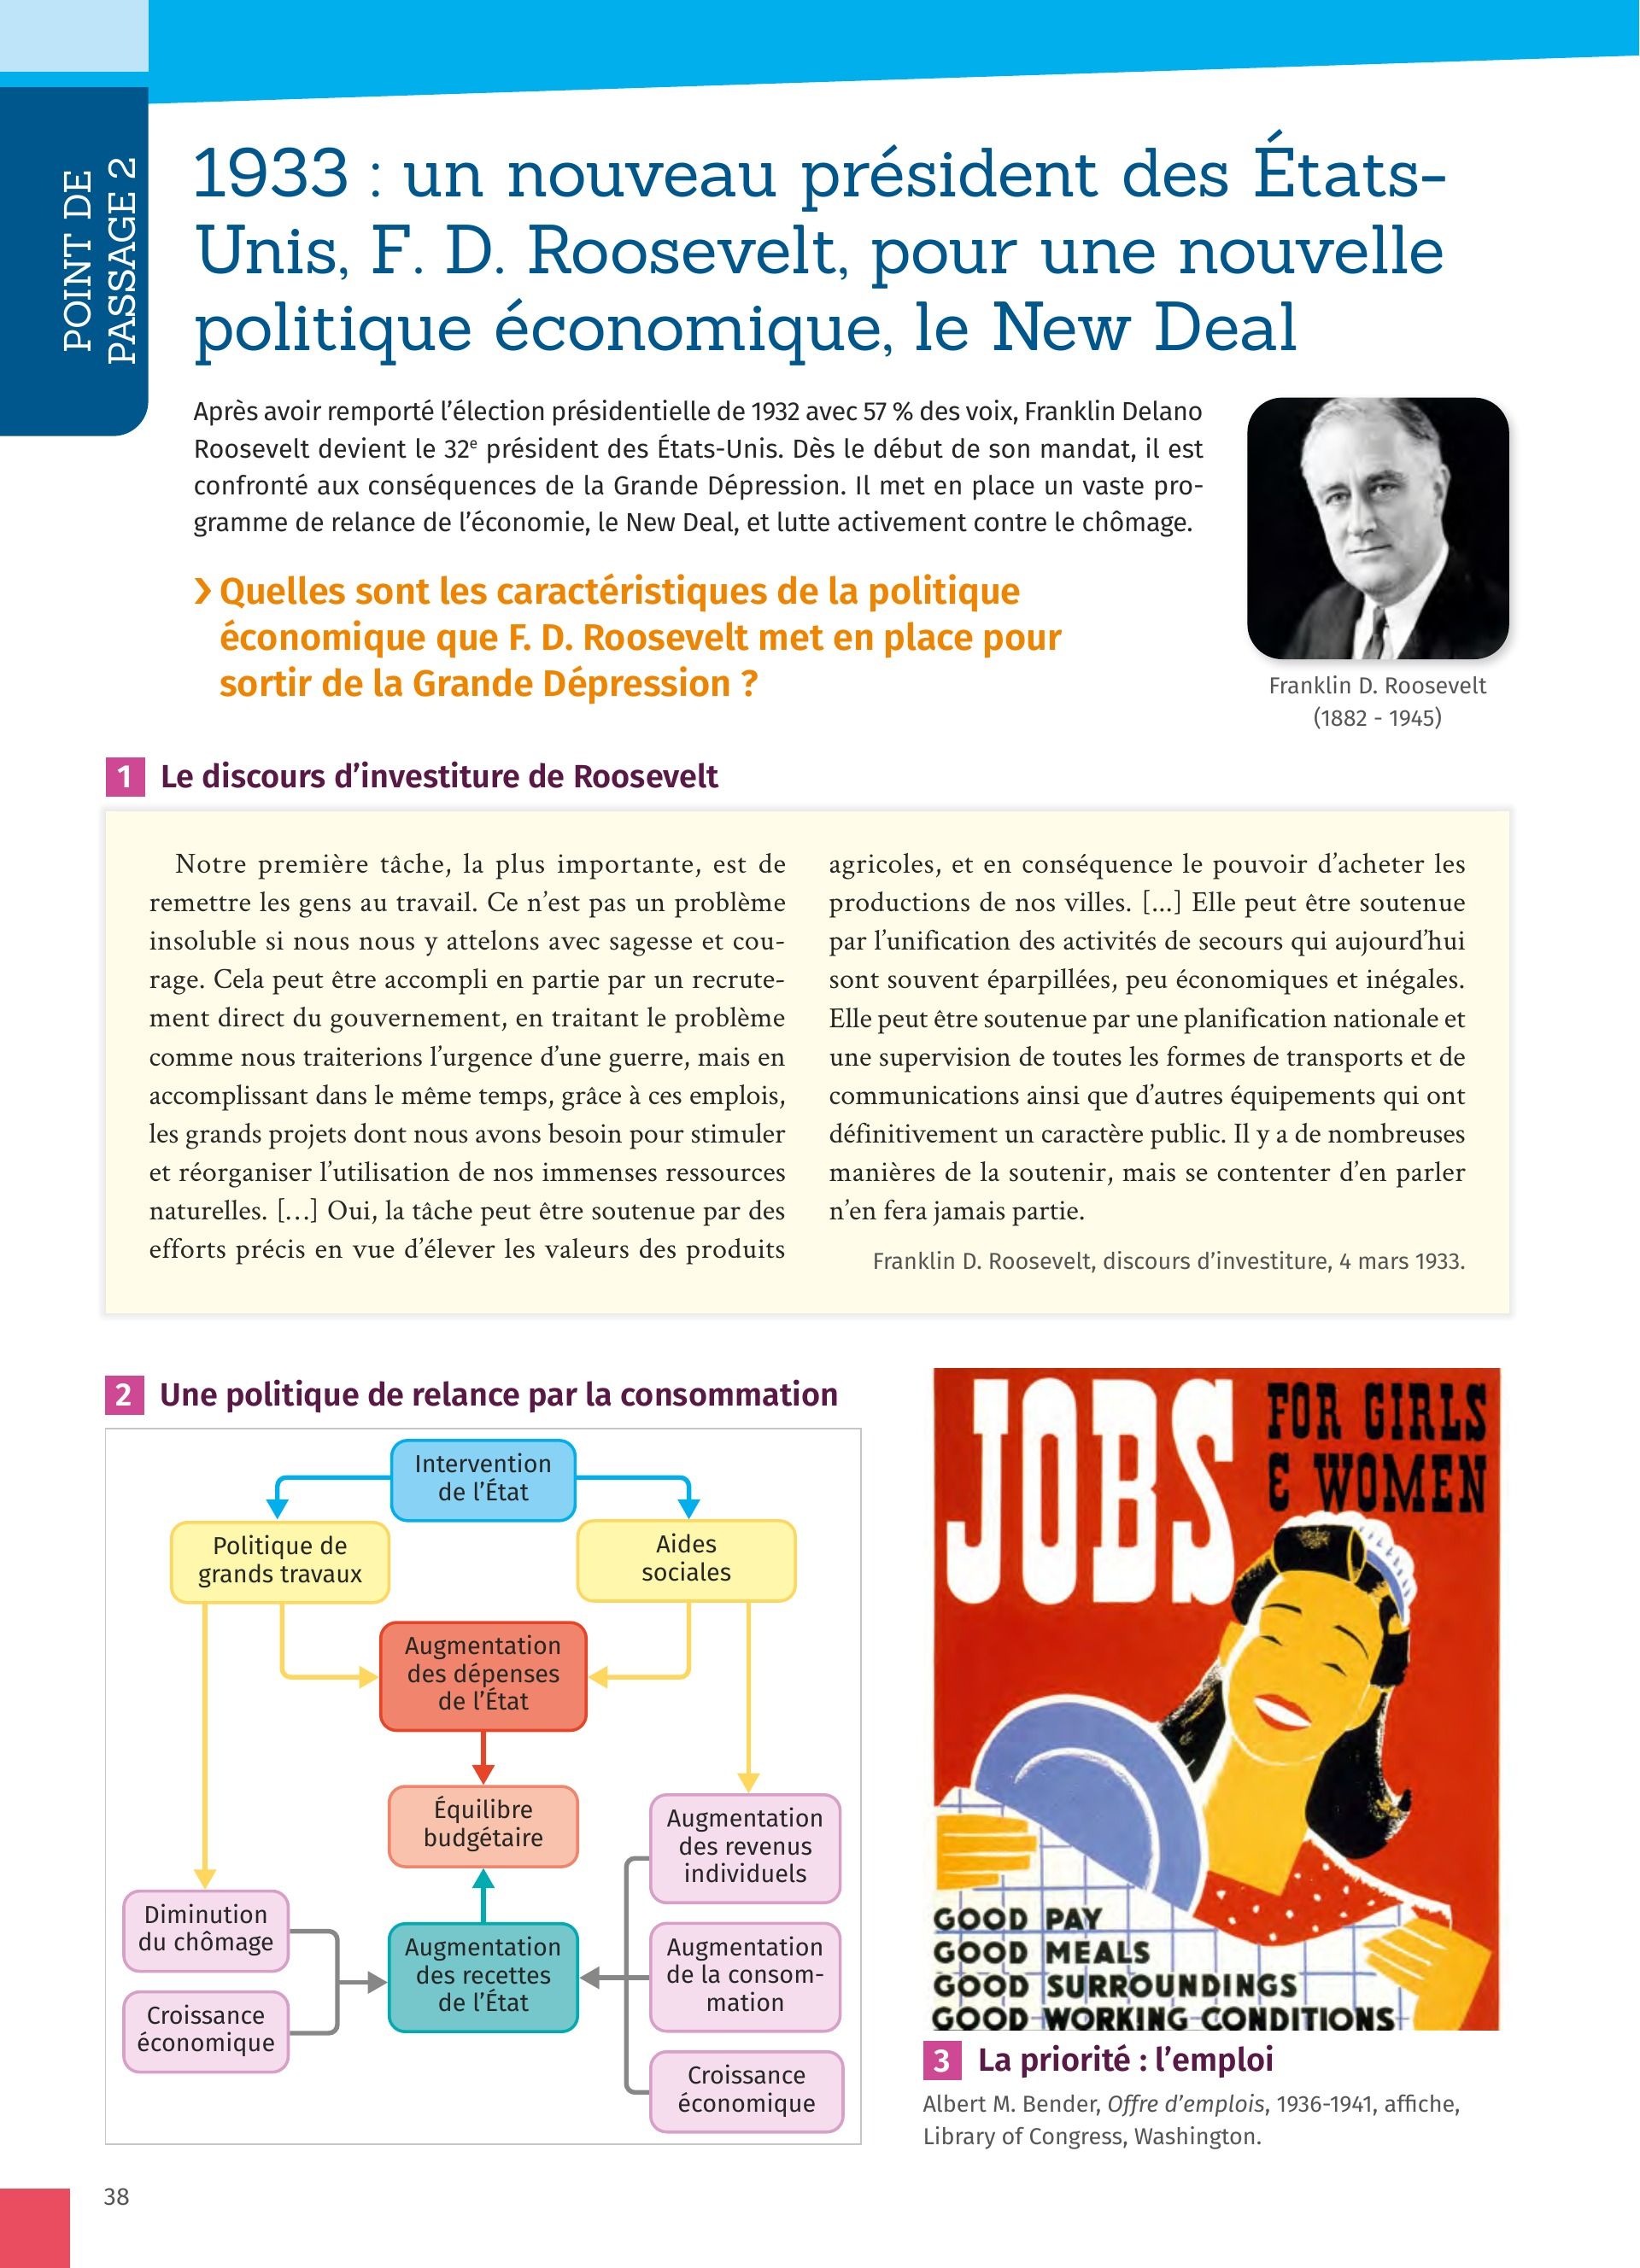 POINT DE
PASSAGE 2
1933 : un nouveau président des États-
Unis, F. D. Roosevelt, pour une nouvelle
politique économique, le New Deal
Après avoir remporté l’élection présidentielle de 1932 avec 57 % des voix, Franklin Delano
Roosevelt devient le 32e président des États-Unis. Dès le début de son mandat, il est
confronté aux conséquences de la Grande Dépression. Il met en place un vaste pro-
gramme de relance de l’économie, le New Deal, et lutte activement contre le chômage.
› Quelles sont les caractéristiques de la politique
économique que F. D. Roosevelt met en place pour
sortir de la Grande Dépression ?
Franklin D. Roosevelt
(1882 - 1945)
1 Le discours d’investiture de Roosevelt
Notre première tâche, la plus importante, est de
remettre les gens au travail. Ce n’est pas un problème
insoluble si nous nous y attelons avec sagesse et cou-
rage. Cela peut être accompli en partie par un recrute-
ment direct du gouvernement, en traitant le problème
comme nous traiterions l’urgence d’une guerre, mais en
accomplissant dans le même temps, grâce à ces emplois,
les grands projets dont nous avons besoin pour stimuler
et réorganiser l’utilisation de nos immenses ressources
naturelles. […] Oui, la tâche peut être soutenue par des
efforts précis en vue d’élever les valeurs des produits
agricoles, et en conséquence le pouvoir d’acheter les
productions de nos villes. [...] Elle peut être soutenue
par l’unification des activités de secours qui aujourd’hui
sont souvent éparpillées, peu économiques et inégales.
Elle peut être soutenue par une planification nationale et
une supervision de toutes les formes de transports et de
communications ainsi que d’autres équipements qui ont
définitivement un caractère public. Il y a de nombreuses
manières de la soutenir, mais se contenter d’en parler
n’en fera jamais partie.
Franklin D. Roosevelt, discours d’investiture, 4 mars 1933.
2 Une politique de relance par la consommation
Intervention
de l’État
Politique de
grands travaux
Aides
sociales
Augmentation
des dépenses
de l’État
Équilibre
budgétaire
Augmentation
des revenus
individuels
Diminution
du chômage
Augmentation
des recettes
de l’État
Augmentation
de la consom-
mation
Croissance
économique
Croissance
économique
JOBS
FOR GIRLS
& WOMEN
GOOD PAY
GOOD MEALS
GOOD SURROUNDINGS
GOOD WORKING CONDITIONS
3 La priorité : l’emploi
Albert M. Bender, Offre d’emplois, 1936-1941, affiche,
Library of Congress, Washington.
38